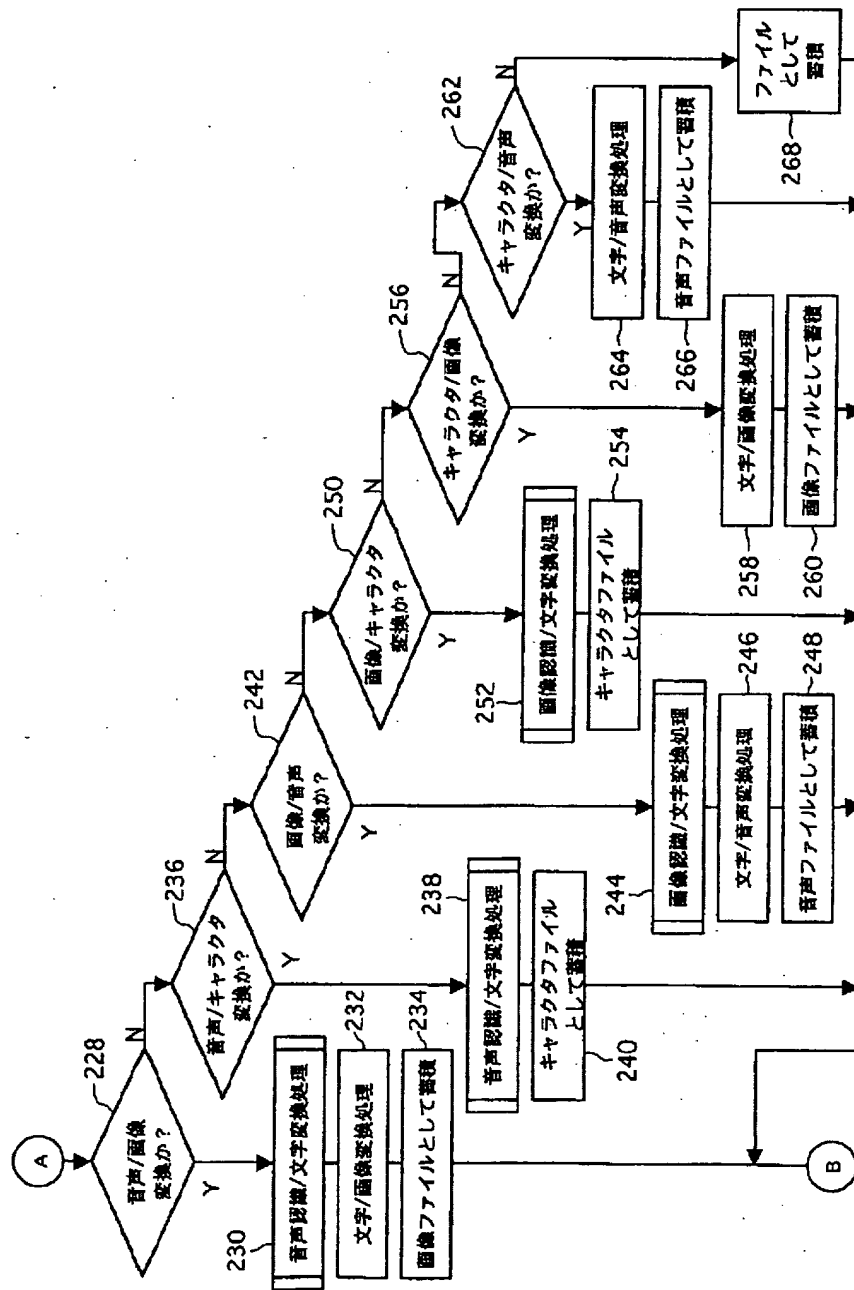 A
228
音声/画像
変換か?
N
Y
230
音声認識/文字変換処理
232
文字/画像変換処理
234
画像ファイルとして蓄積
236
音声/キャラクタ
変換か?
N
Y
238
音声認識/文字変換処理
キャラクタファイル
として蓄積
240
242
画像/音声
変換か?
N
Y
244
画像認識/文字変換処理
246
文字/音声変換処理
248
音声ファイルとして蓄積
250
画像/キャラクタ
変換か?
N
Y
252
画像認識/文字変換処理
254
キャラクタファイル
として蓄積
256
キャラクタ/画像
変換か?
N
Y
258
文字/画像変換処理
260
画像ファイルとして蓄積
262
キャラクタ/音声
変換か?
N
Y
264
文字/音声変換処理
266
音声ファイルとして蓄積
ファイル
として
蓄積
268
B